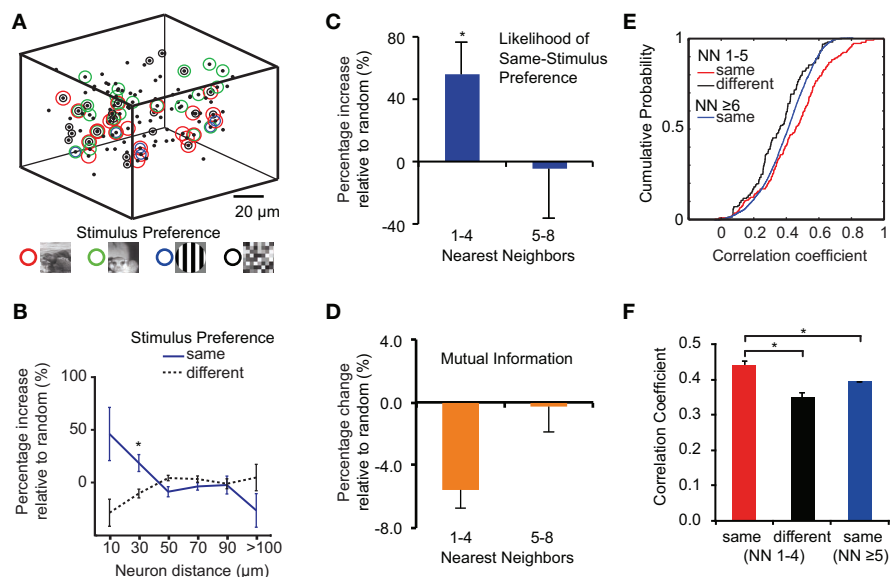 A
20 µm
Stimulus Preference
B
Stimulus Preference
same
different
Percentage increase
relative to random (%)
100
50
0
*
10
30
50
70
90
>100
Neuron distance (µm)
C
Percentage increase
relative to random (%)
80
40
0
-40
*
Likelihood of
Same-Stimulus
Preference
1-4
5-8
Nearest Neighbors
D
Percentage change
relative to random (%)
4.0
0.0
-4.0
-8.0
Mutual Information
1-4
5-8
Nearest Neighbors
E
Cumulative Probability
1
0.5
0
NN 1-5
same
different
NN ≥6
same
0
0.2
0.6
0.4
0.8
1
Correlation coefficient
F
Correlation Coefficient
0.5
0.4
0.3
0.2
0.1
0.0
*
*
same different same
(NN 1-4) (NN ≥5)